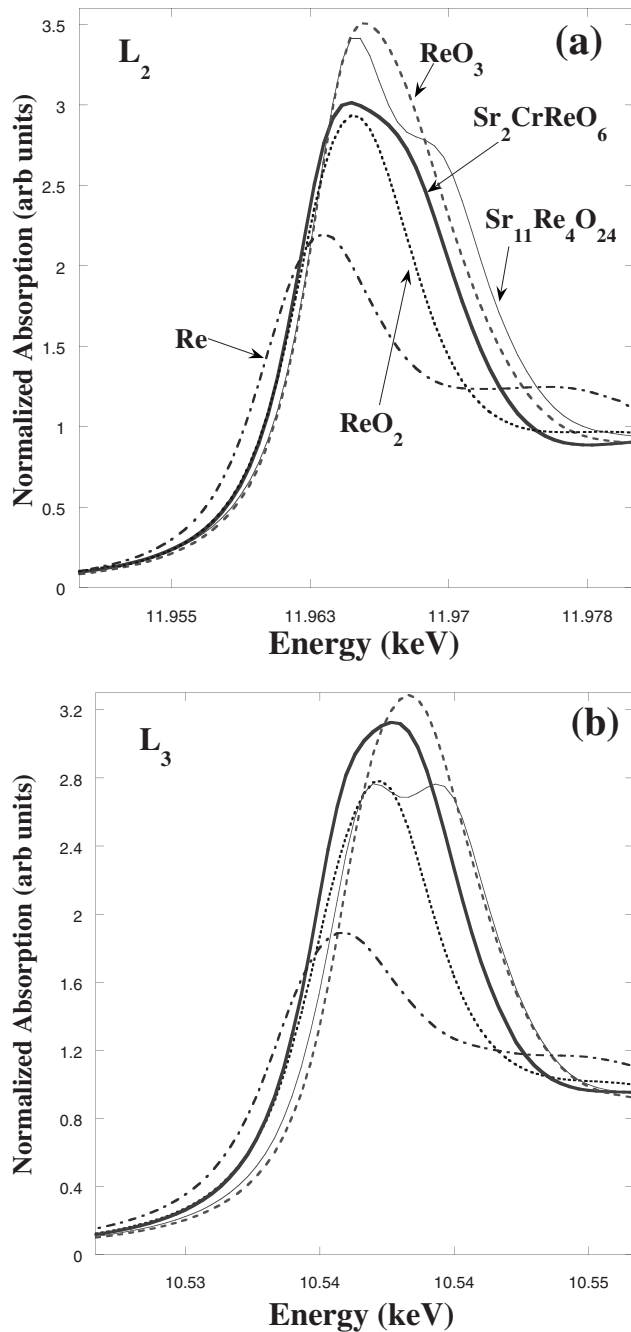 L₂
(a)
ReO₃
Sr₂CrReO₆
Sr₁₁Re₄O₂₄
Re
ReO₂
Normalized Absorption (arb units)
3.5
3
2.5
2
1.5
1
0.5
0
11.955 11.963 11.97 11.978
Energy (keV)
L₃
(b)
Normalized Absorption (arb units)
3.2
2.8
2.4
2
1.6
1.2
0.8
0.4
0
10.53 10.54 10.54 10.55
Energy (keV)